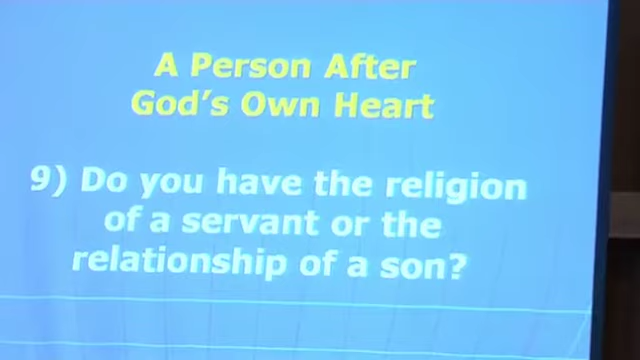 A Person After
God's Own Heart
9) Do you have the religion
of a servant or the
relationship of a son?